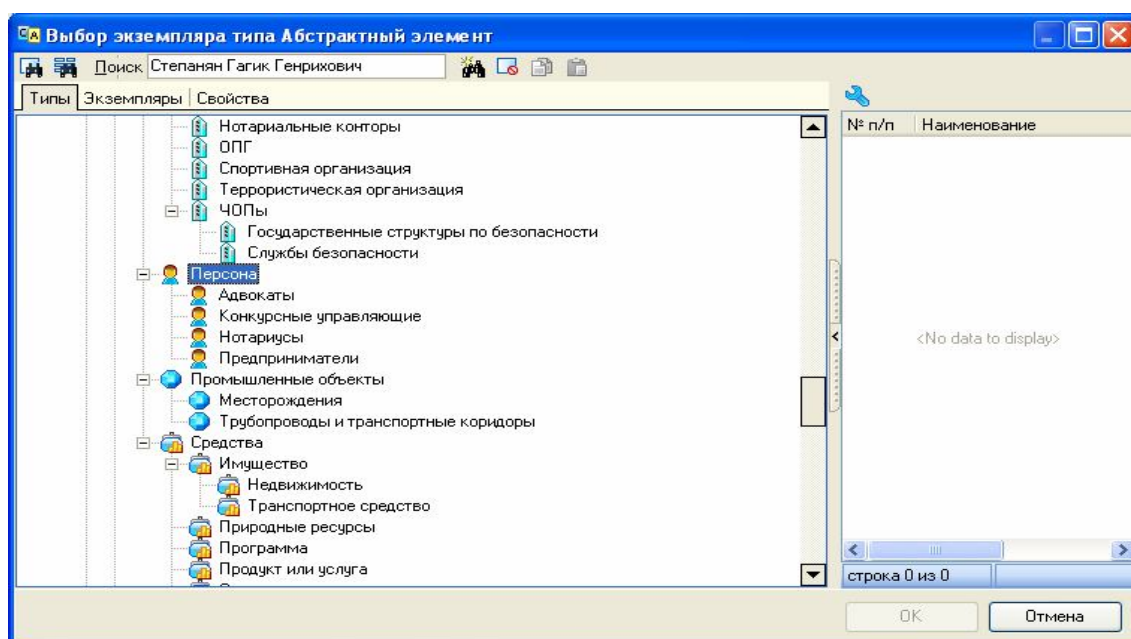 Выбор экземпляра типа Абстрактный элемент
Поиск Степанян Гагик Генрихович
Типы Экземпляры Свойства
Нотариальные конторы
ОПГ
Спортивная организация
Террористическая организация
ЧОПы
Государственные структуры по безопасности
Службы безопасности
Персона
Адвокаты
Конкурсные управляющие
Нотариусы
Предприниматели
Промышленные объекты
Месторождения
Трубопроводы и транспортные коридоры
Средства
Имущество
Недвижимость
Транспортное средство
Природные ресурсы
Программа
Продукт или услуга
№ п/п Наименование
<No data to display>
строка 0 из 0
OK Отмена